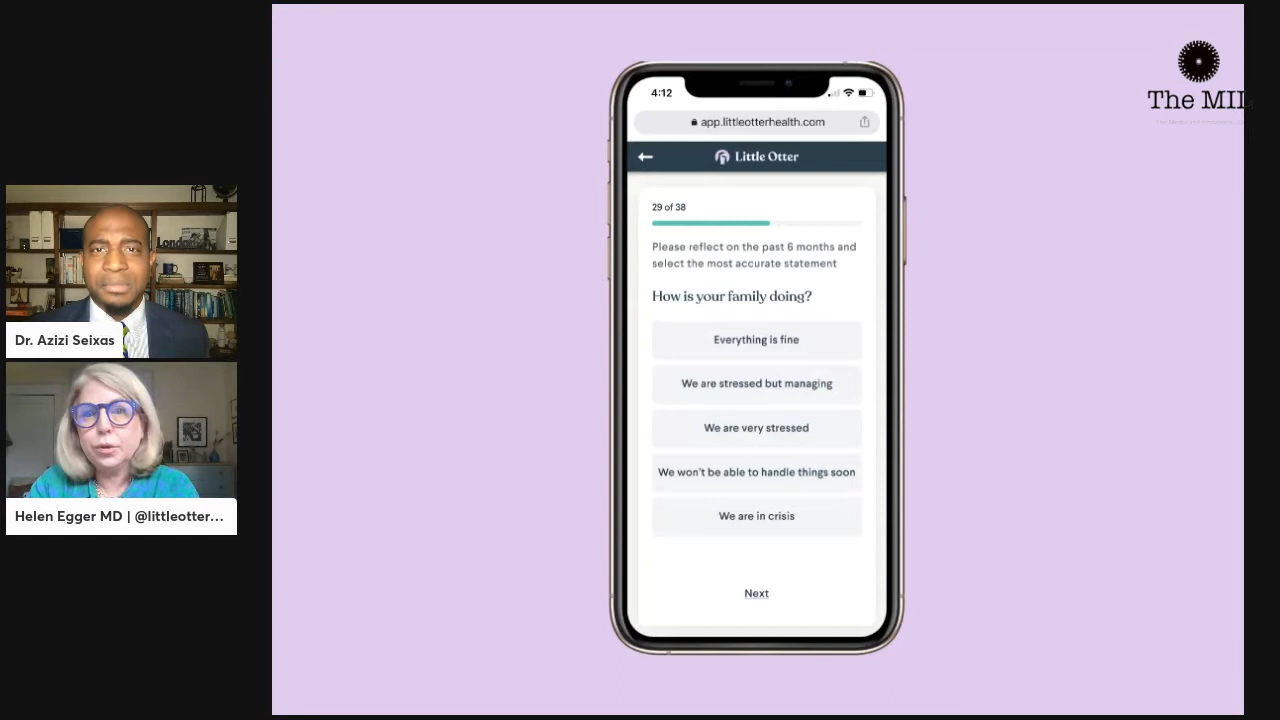 Dr. Azizi Seixas
Helen Egger MD | @littleotter…
4:12
app.littleotterhealth.com
Little Otter
29 of 38
Please reflect on the past 6 months and
select the most accurate statement
How is your family doing?
Everything is fine
We are stressed but managing
We are very stressed
We won't be able to handle things soon
We are in crisis
Next
The MIL